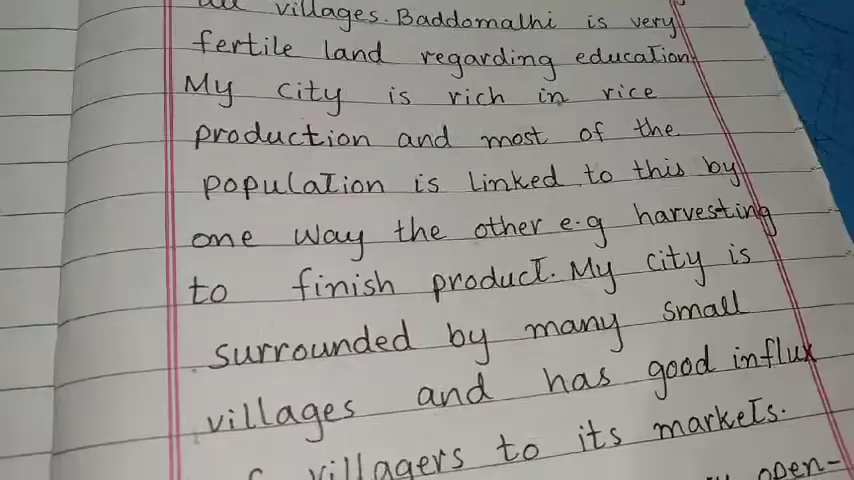 all villages. Baddomalhi is very
fertile land regarding education
My city is rich in rice
production and most of the
population is linked to this by
one way the other e.g harvesting
to finish product. My city is
surrounded by many small
villages and has good influx
villagers to its markets.
open-